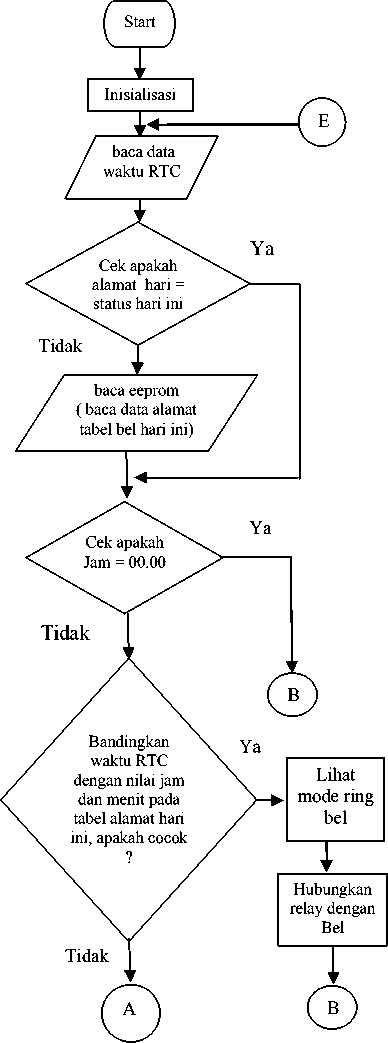 Start
Inisialisasi
E
baca data
waktu RTC
Ya
Cek apakah
alamat hari =
status hari ini
Tidak
baca eeprom
( baca data alamat
tabel bel hari ini)
Ya
Cek apakah
Jam = 00.00
Tidak
B
Bandingkan
waktu RTC
dengan nilai jam
dan menit pada
tabel alamat hari
ini, apakah cocok
?
Ya
Lihat
mode ring
bel
Hubungkan
relay dengan
Bel
Tidak
A
B